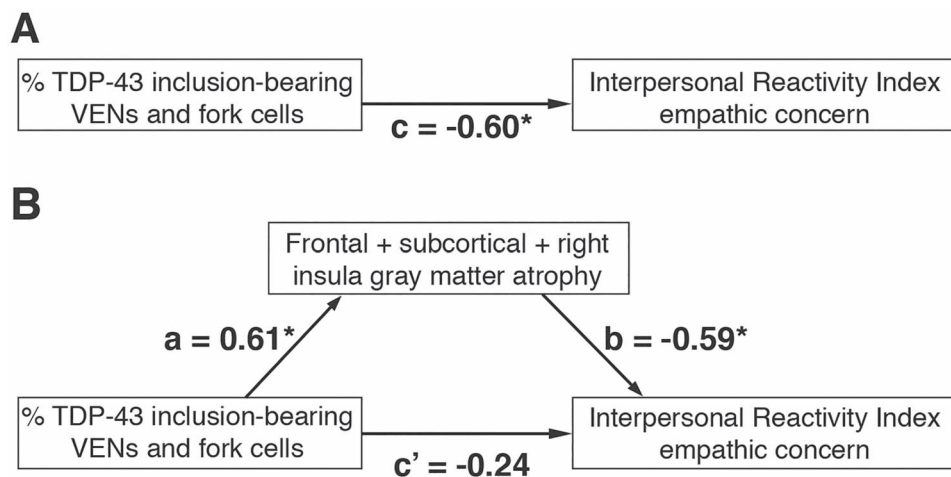 A
% TDP-43 inclusion-bearing
VENs and fork cells
c = -0.60*
Interpersonal Reactivity Index
empathic concern
B
Frontal + subcortical + right
insula gray matter atrophy
a = 0.61*
b = -0.59*
% TDP-43 inclusion-bearing
VENs and fork cells
c’ = -0.24
Interpersonal Reactivity Index
empathic concern